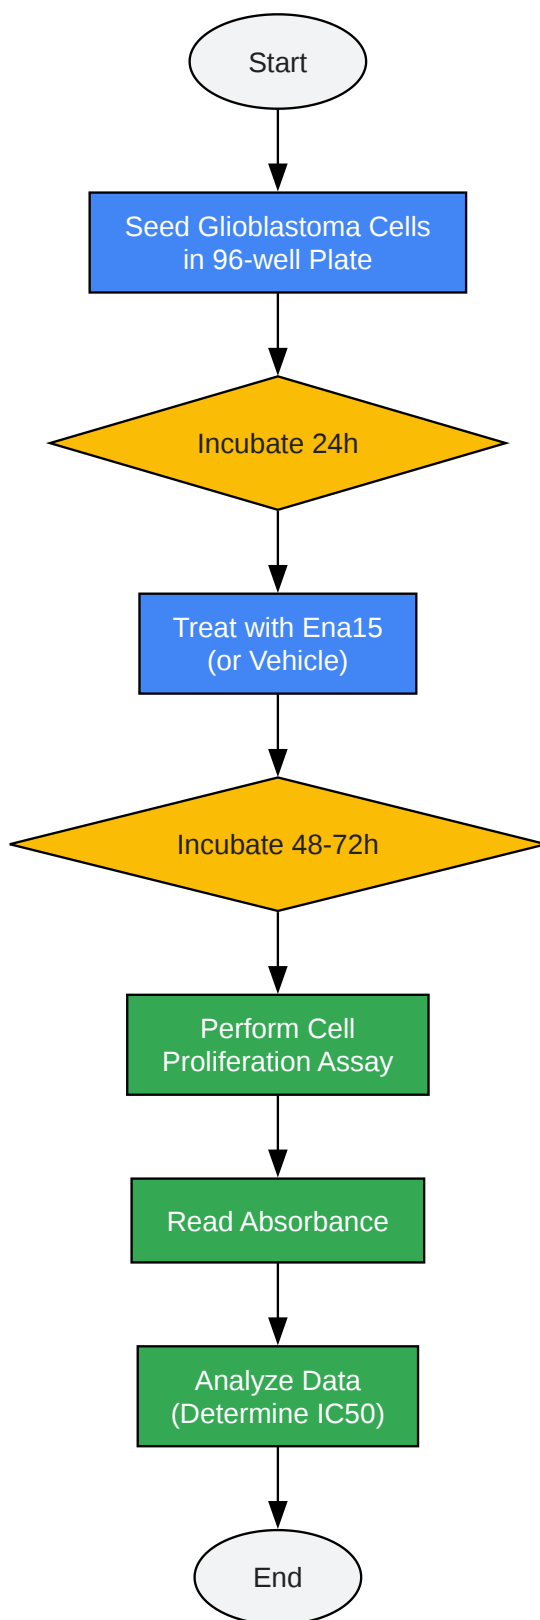 Start
Seed Glioblastoma Cells
in 96-well Plate
Incubate 24h
Treat with Ena15
(or Vehicle)
Incubate 48-72h
Perform Cell
Proliferation Assay
Read Absorbance
Analyze Data
(Determine IC50)
End